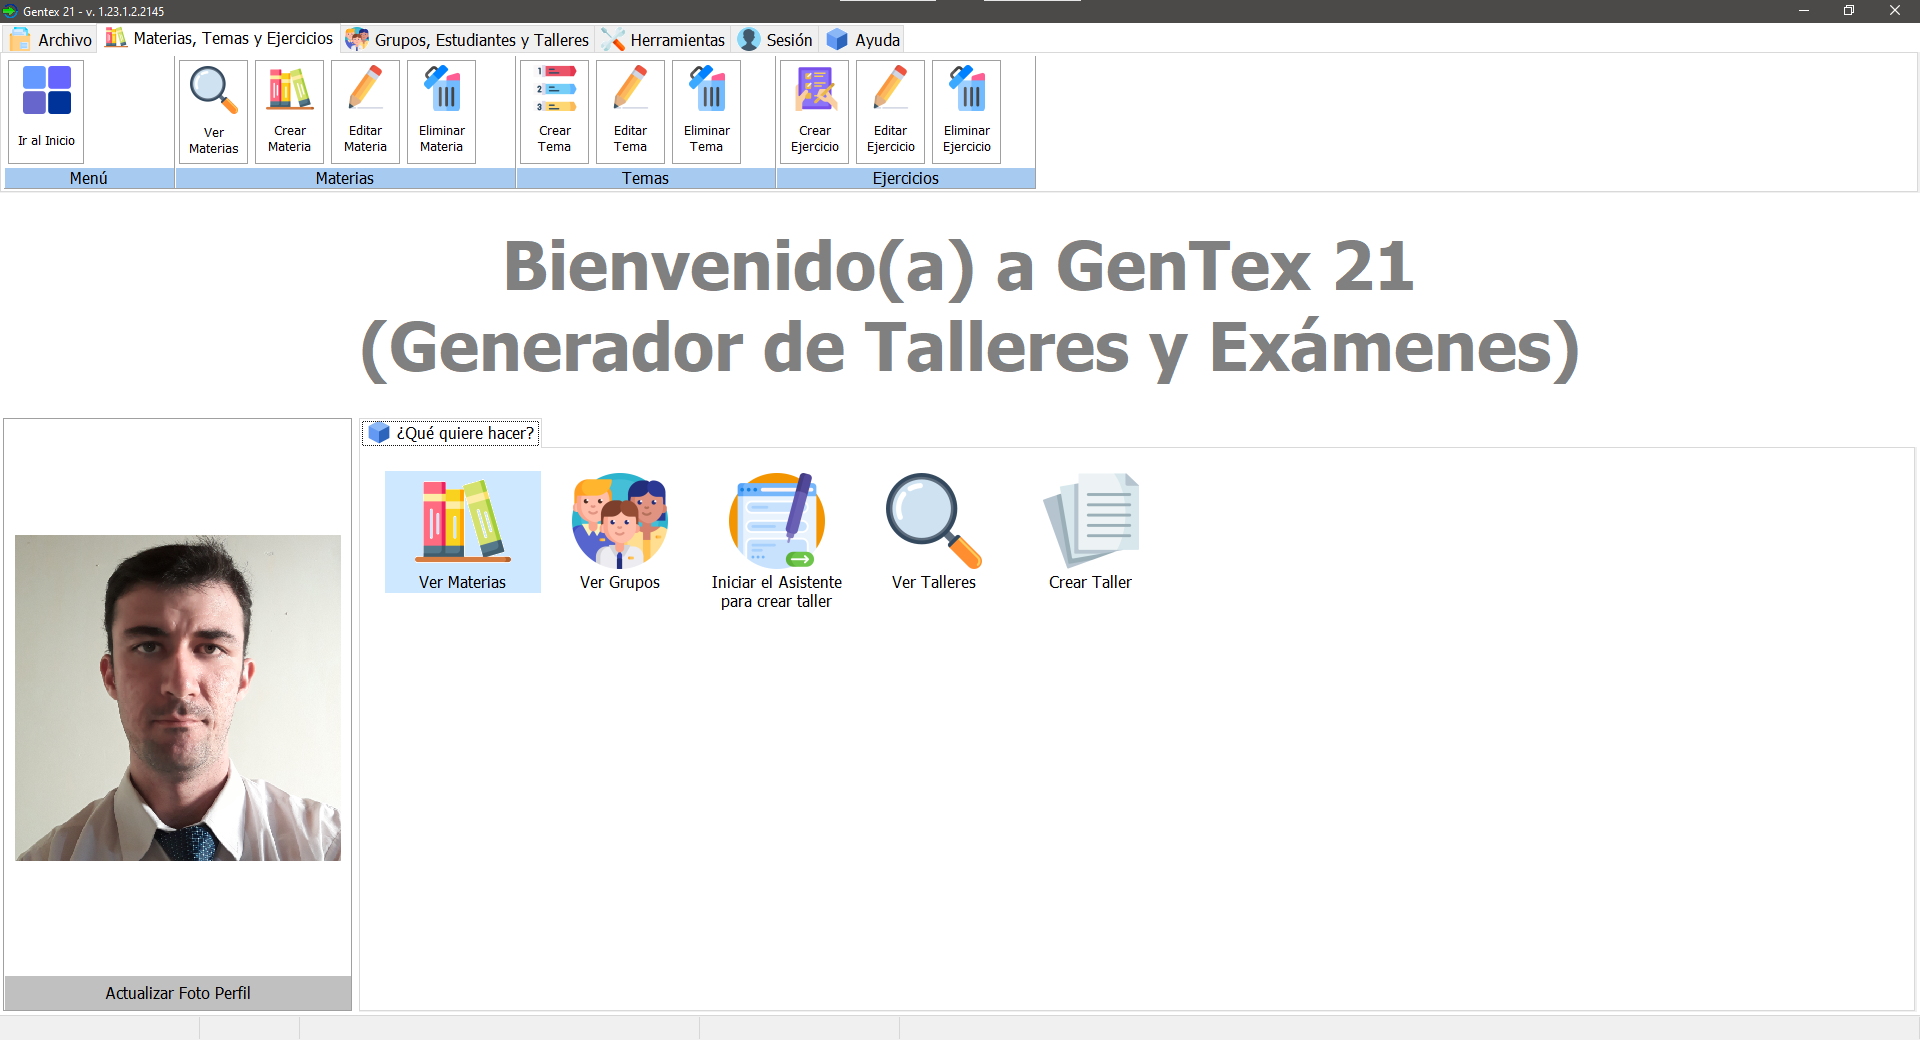 Gentex 21 - v. 1.23.1.2.2145
Archivo
Materias, Temas y Ejercicios
Grupos, Estudiantes y Talleres
Herramientas
Sesión
Ayuda
Ir al Inicio
Ver
Materias
Crear
Materia
Editar
Materia
Eliminar
Materia
1
2
3
Crear
Tema
Editar
Tema
Eliminar
Tema
Crear
Ejercicio
Editar
Ejercicio
Eliminar
Ejercicio
Menú
Materias
Temas
Ejercicios
Bienvenido(a) a GenTex 21
(Generador de Talleres y Exámenes)
¿Qué quiere hacer?
Ver Materias
Ver Grupos
Iniciar el Asistente
para crear taller
Ver Talleres
Crear Taller
Actualizar Foto Perfil